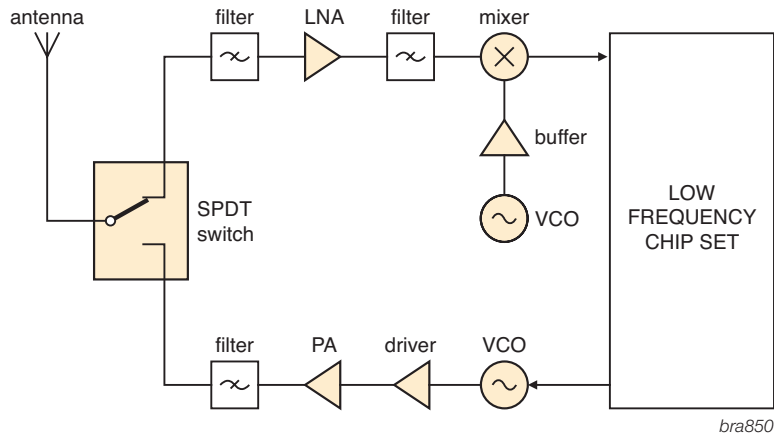 antenna
filter
LNA
filter
mixer
buffer
SPDT
switch
VCO
LOW
FREQUENCY
CHIP SET
filter
PA
driver
VCO
bra850